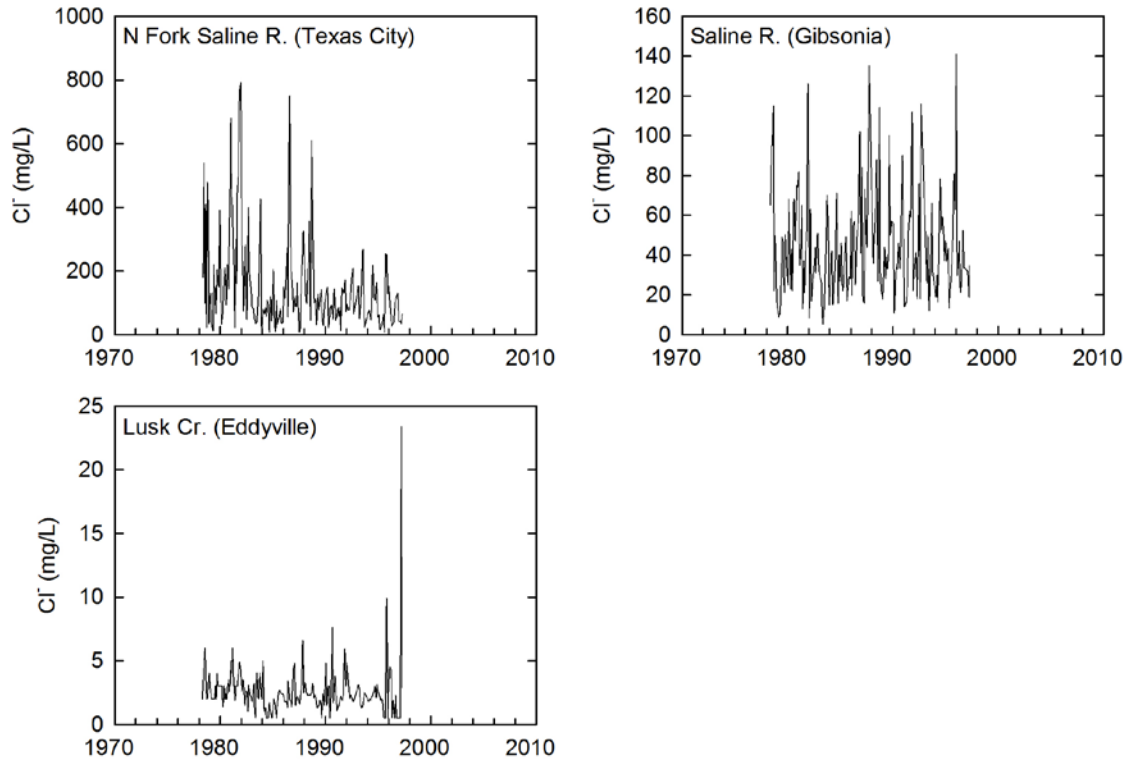 N Fork Saline R. (Texas City)
Cl⁻ (mg/L)
1000
800
600
400
200
0
1970 1980 1990 2000 2010
Saline R. (Gibsonia)
Cl⁻ (mg/L)
160
140
120
100
80
60
40
20
0
1970 1980 1990 2000 2010
Lusk Cr. (Eddyville)
Cl⁻ (mg/L)
25
20
15
10
5
0
1970 1980 1990 2000 2010